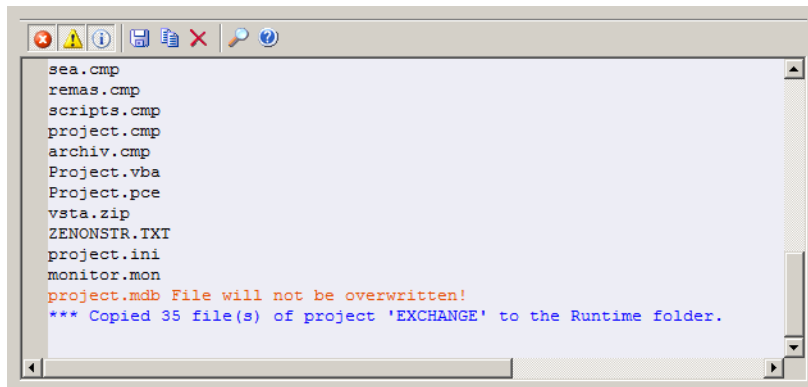 sea.cmp
remas.cmp
scripts.cmp
project.cmp
archiv.cmp
Project.vba
Project.pce
vsta.zip
ZENONSTR.TXT
project.ini
monitor.mon
project.mdb File will not be overwritten!
*** Copied 35 file(s) of project 'EXCHANGE' to the Runtime folder.